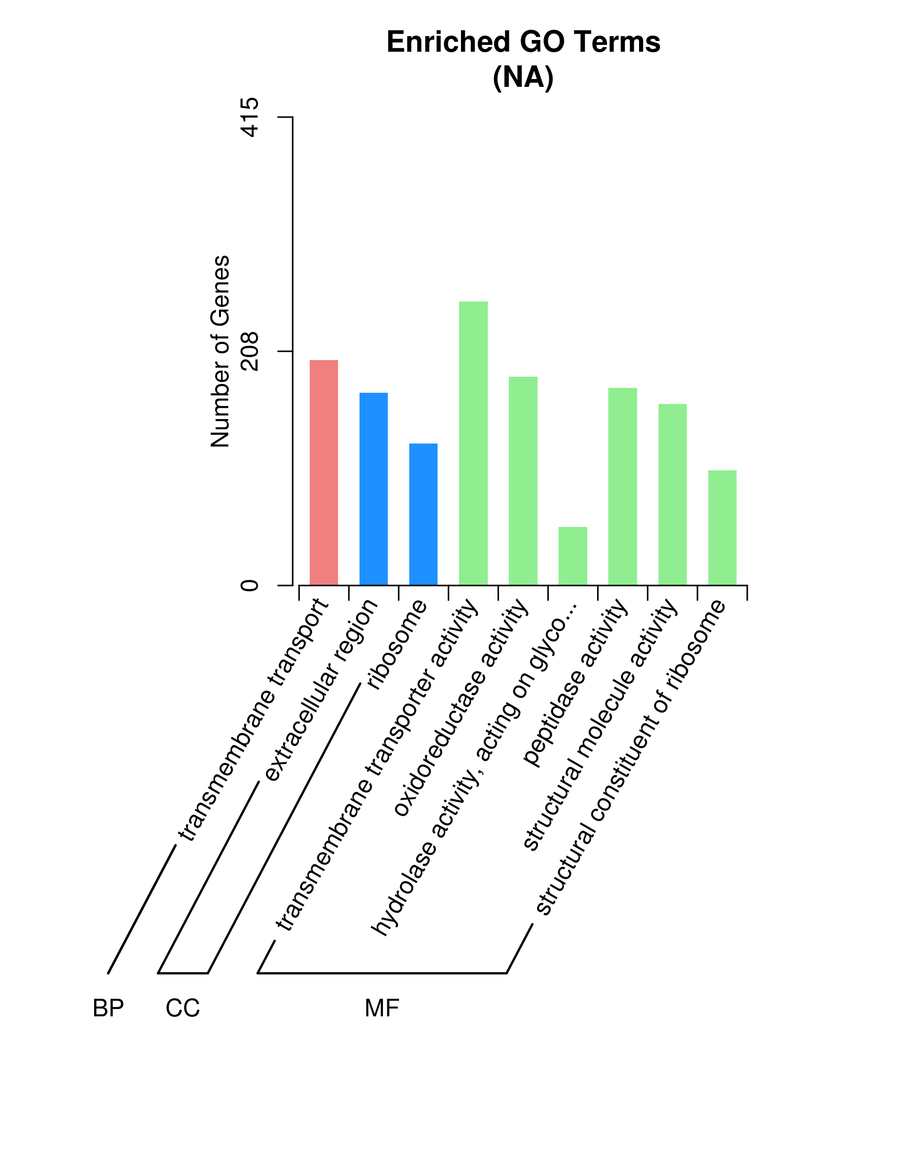 Enriched GO Terms
(NA)
415
208
0
Number of Genes
transmembrane transport
extracellular region
ribosome
transmembrane transporter activity
oxidoreductase activity
hydrolase activity, acting on glyco...
peptidase activity
structural molecule activity
structural constituent of ribosome
BP
CC
MF